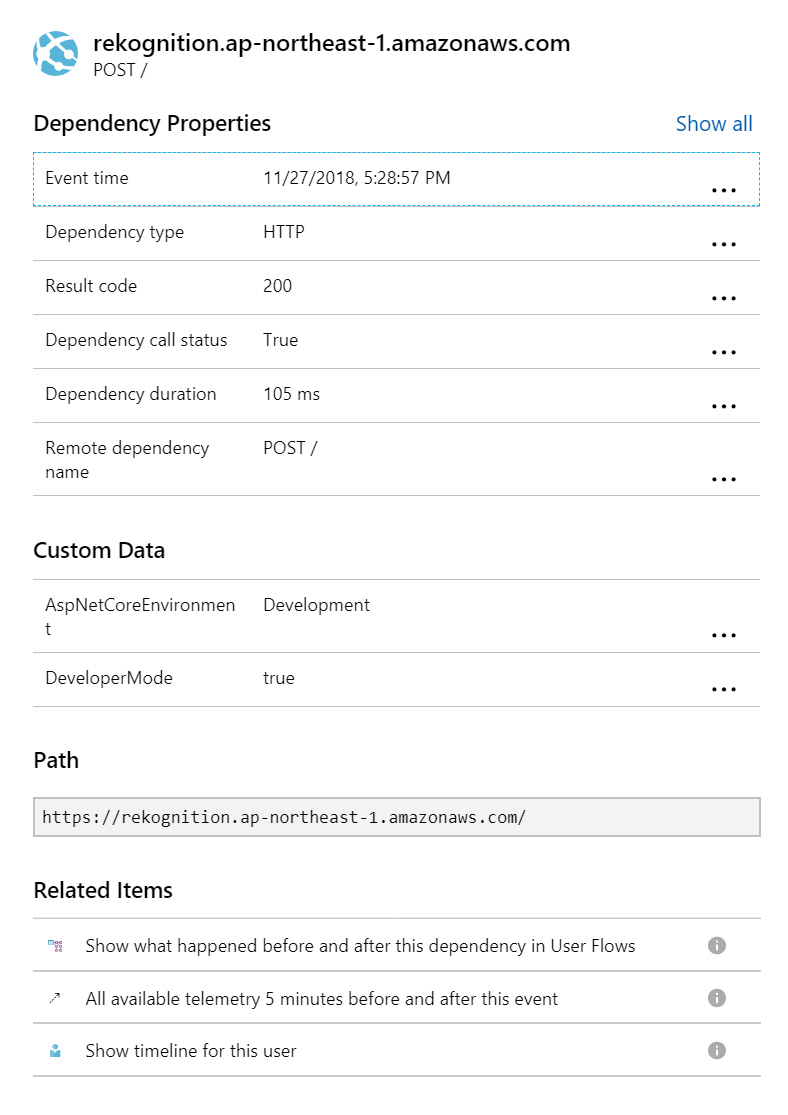 rekognition.ap-northeast-1.amazonaws.com
POST /
Dependency Properties Show all
Event time 11/27/2018, 5:28:57 PM ...
Dependency type HTTP ...
Result code 200 ...
Dependency call status True ...
Dependency duration 105 ms ...
Remote dependency POST /
name ...
Custom Data
AspNetCoreEnvironmen Development
t ...
DeveloperMode true ...
Path
https://rekognition.ap-northeast-1.amazonaws.com/
Related Items
Show what happened before and after this dependency in User Flows
All available telemetry 5 minutes before and after this event
Show timeline for this user